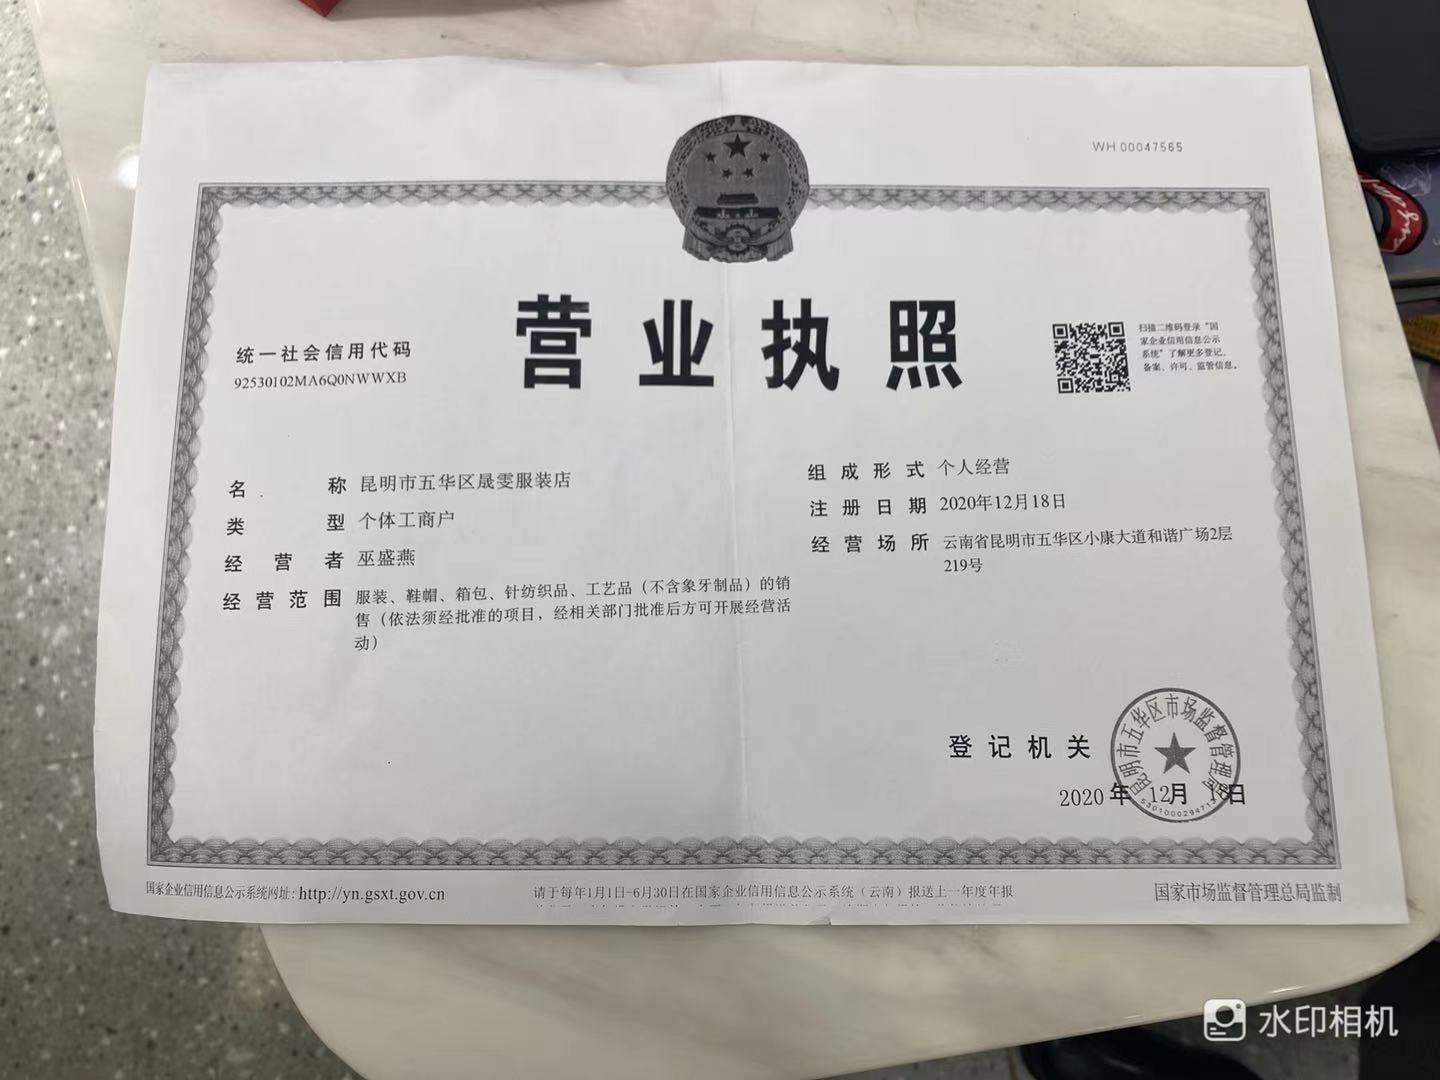 WH 00047565
营业执照
统一社会信用代码
92530102MA6Q0NWWXB
扫描二维码登录“国
家企业信用信息公示
系统”了解更多登记、
备案、许可、监管信息。
名 称 昆明市五华区晟雯服装店
类 型 个体工商户
经营者 巫盛燕
经营范围 服装、鞋帽、箱包、针纺织品、工艺品（不含象牙制品）的销
售（依法须经批准的项目，经相关部门批准后方可开展经营活
动）
组成形式 个人经营
注册日期 2020年12月18日
经营场所 云南省昆明市五华区小康大道和谐广场2层
219号
登记机关
昆明市五华区市场监督管理局
2020年 12月 18日
国家企业信用信息公示系统网址：http://yn.gsxt.gov.cn
请于每年1月1日-6月30日在国家企业信用信息公示系统（云南）报送上一年度年报
国家市场监督管理总局监制
水印相机